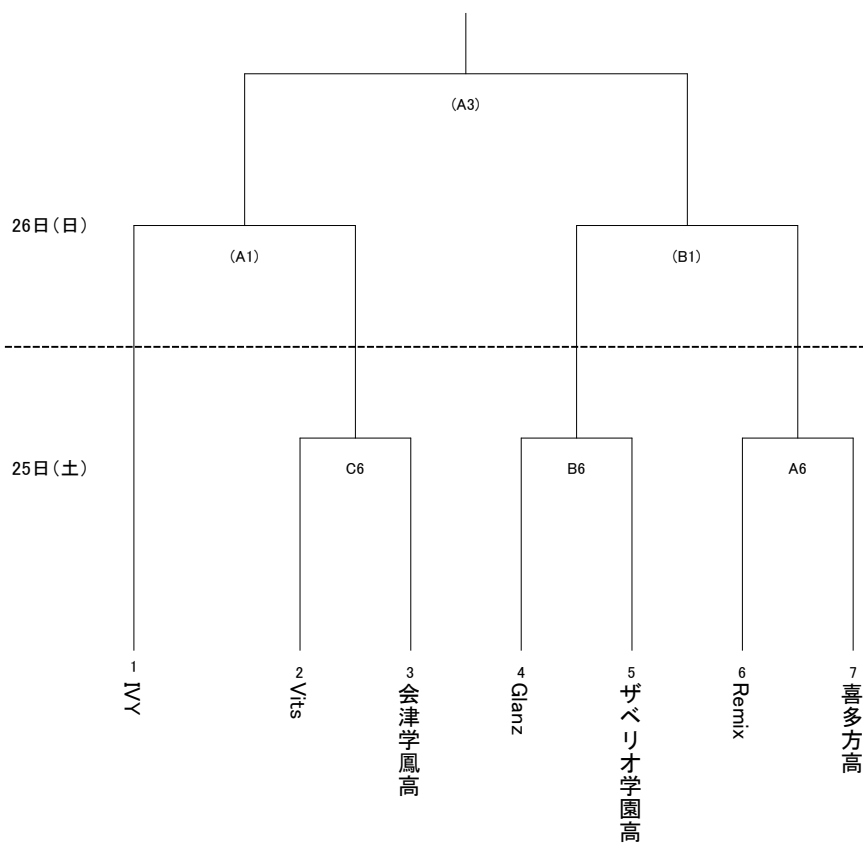 (A3)
26日(日)
(A1)
(B1)
25日(土)
C6
B6
A6
1
IVY
2
Vits
3
会津学鳳高
4
Glanz
5
ザベリオ学園高
6
Remix
7
喜多方高